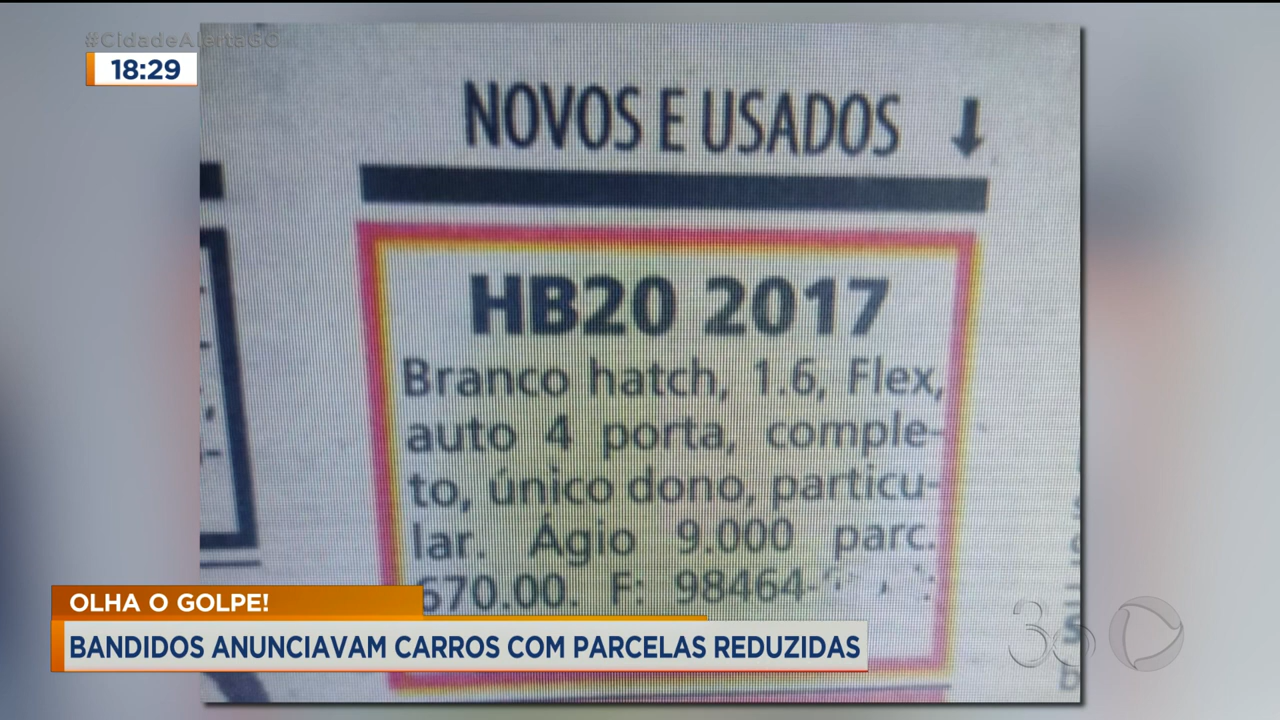 #CidadeAlertaGO
18:29
NOVOS E USADOS
HB20 2017
Branco hatch, 1.6, Flex,
auto 4 porta, comple-
to, único dono, particu-
lar. Ágio 9.000 parc.
670.00. F: 98464-
OLHA O GOLPE!
BANDIDOS ANUNCIAVAM CARROS COM PARCELAS REDUZIDAS